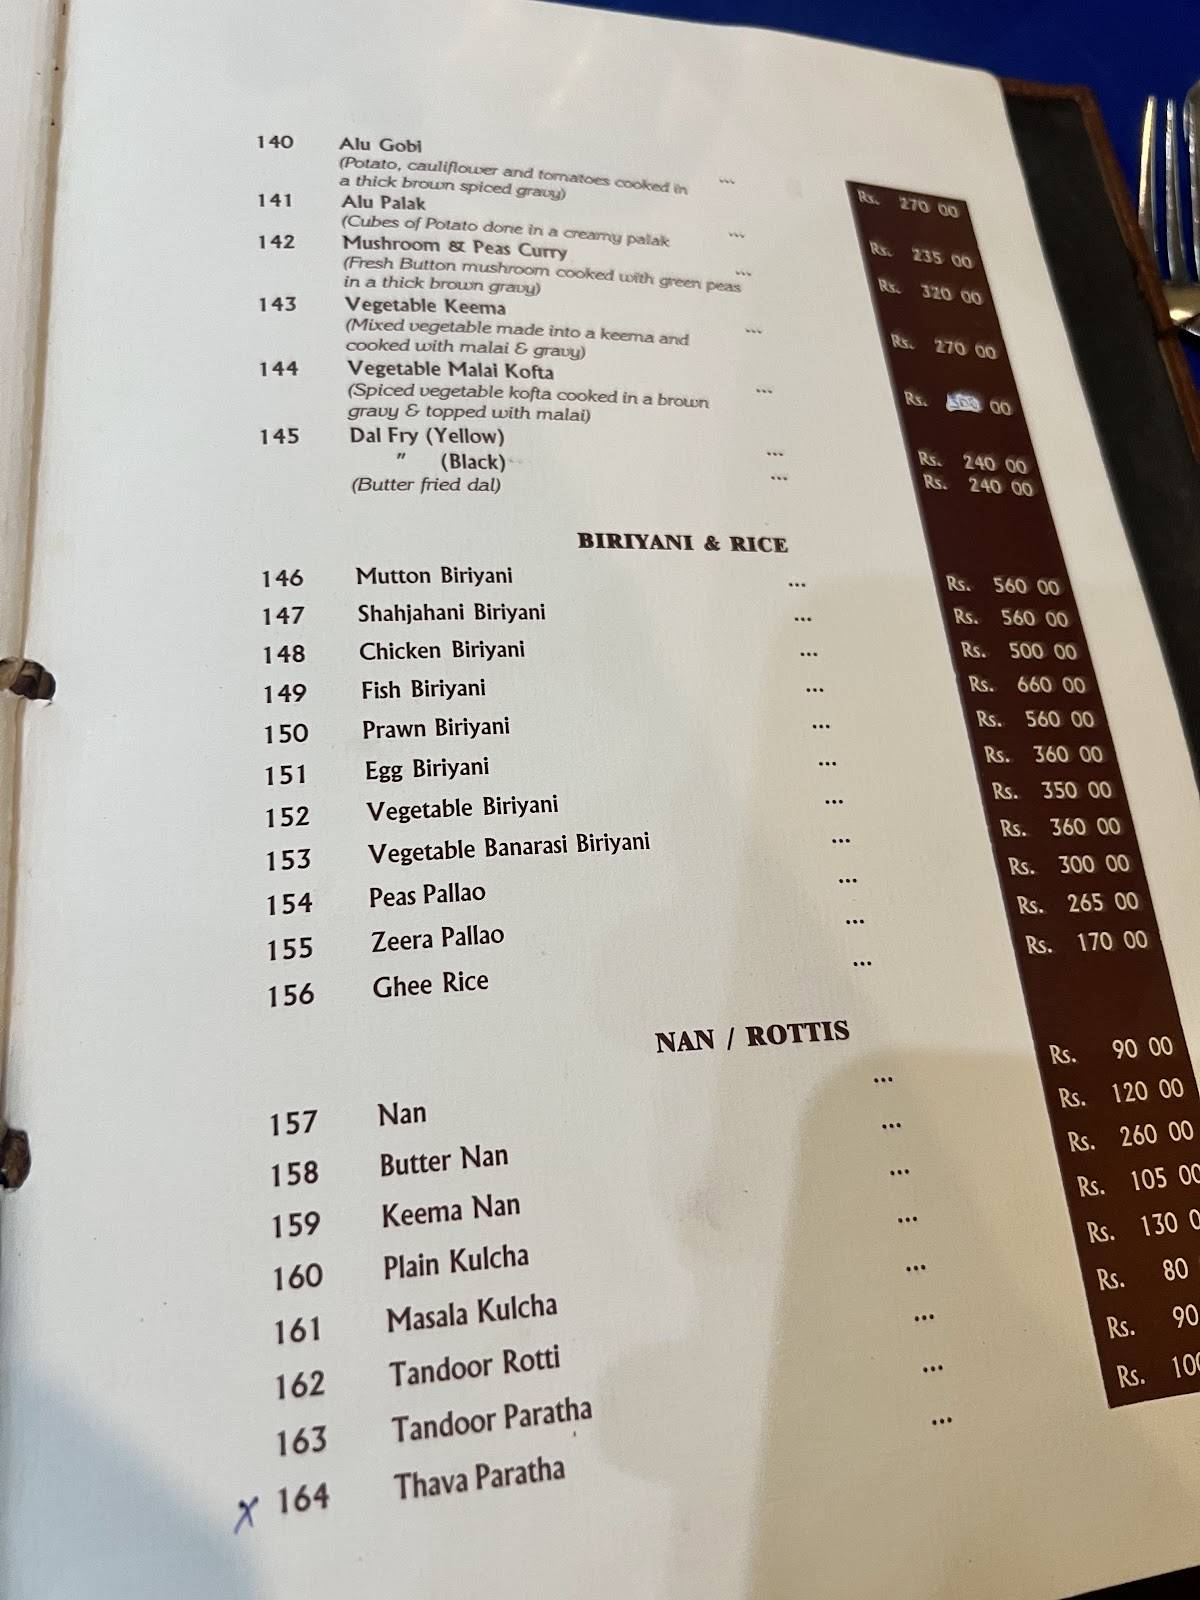 140 Alu Gobi ... Rs. 270 00
(Potato, cauliflower and tomatoes cooked in
a thick brown spiced gravy)
141 Alu Palak ... Rs. 235 00
(Cubes of Potato done in a creamy palak
142 Mushroom & Peas Curry ... Rs. 320 00
(Fresh Button mushroom cooked with green peas
in a thick brown gravy)
143 Vegetable Keema ... Rs. 270 00
(Mixed vegetable made into a keema and
cooked with malai & gravy)
144 Vegetable Malai Kofta ... Rs. 00
(Spiced vegetable kofta cooked in a brown
gravy & topped with malai)
145 Dal Fry (Yellow) ... Rs. 240 00
" (Black) ... Rs. 240 00
(Butter fried dal)
BIRIYANI & RICE
146 Mutton Biriyani ... Rs. 560 00
147 Shahjahani Biriyani ... Rs. 560 00
148 Chicken Biriyani ... Rs. 500 00
149 Fish Biriyani ... Rs. 660 00
150 Prawn Biriyani ... Rs. 560 00
151 Egg Biriyani ... Rs. 360 00
152 Vegetable Biriyani ... Rs. 350 00
153 Vegetable Banarasi Biriyani ... Rs. 360 00
154 Peas Pallao ... Rs. 300 00
155 Zeera Pallao ... Rs. 265 00
156 Ghee Rice ... Rs. 170 00
NAN / ROTTIS
157 Nan ... Rs. 90 00
158 Butter Nan ... Rs. 120 00
159 Keema Nan ... Rs. 260 00
160 Plain Kulcha ... Rs. 105 00
161 Masala Kulcha ... Rs. 130 0
162 Tandoor Rotti ... Rs. 80
163 Tandoor Paratha ... Rs. 90
X 164 Thava Paratha ... Rs. 100